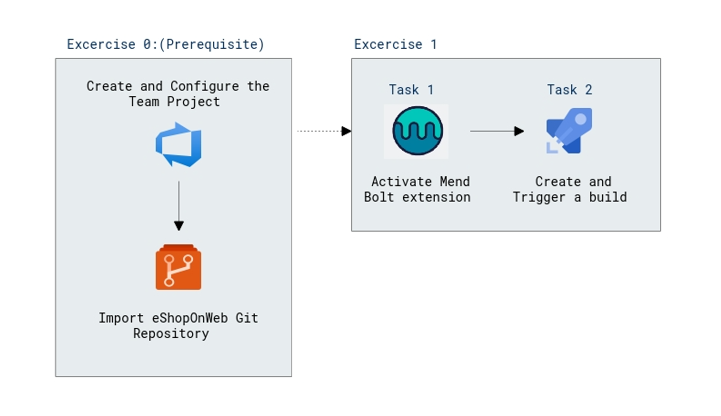 Excercise 0:(Prerequisite)
Create and Configure the
Team Project
Import eShopOnWeb Git
Repository
Excercise 1
Task 1
Activate Mend
Bolt extension
Task 2
Create and
Trigger a build